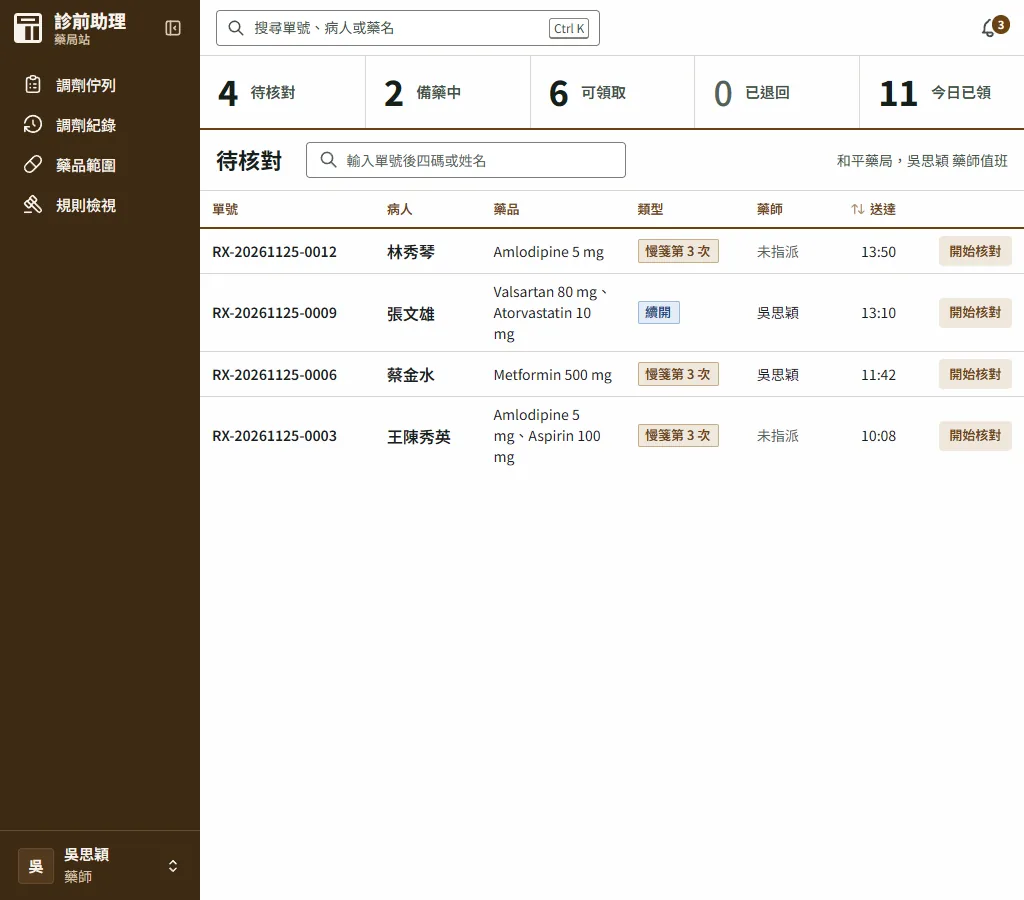 診前助理
藥局站
調劑佇列
調劑紀錄
藥品範圍
規則檢視
吳
吳思穎
藥師
搜尋單號、病人或藥名
Ctrl K
3
4 待核對
2 備藥中
6 可領取
0 已退回
11 今日已領
待核對
輸入單號後四碼或姓名
和平藥局，吳思穎 藥師值班
單號 病人 藥品 類型 藥師 送達
RX-20261125-0012 林秀琴 Amlodipine 5 mg 慢箋第 3 次 未指派 13:50 開始核對
Valsartan 80 mg、
RX-20261125-0009 張文雄 Atorvastatin 10 續開 吳思穎 13:10 開始核對
mg
RX-20261125-0006 蔡金水 Metformin 500 mg 慢箋第 3 次 吳思穎 11:42 開始核對
Amlodipine 5
RX-20261125-0003 王陳秀英 mg、Aspirin 100 慢箋第 3 次 未指派 10:08 開始核對
mg